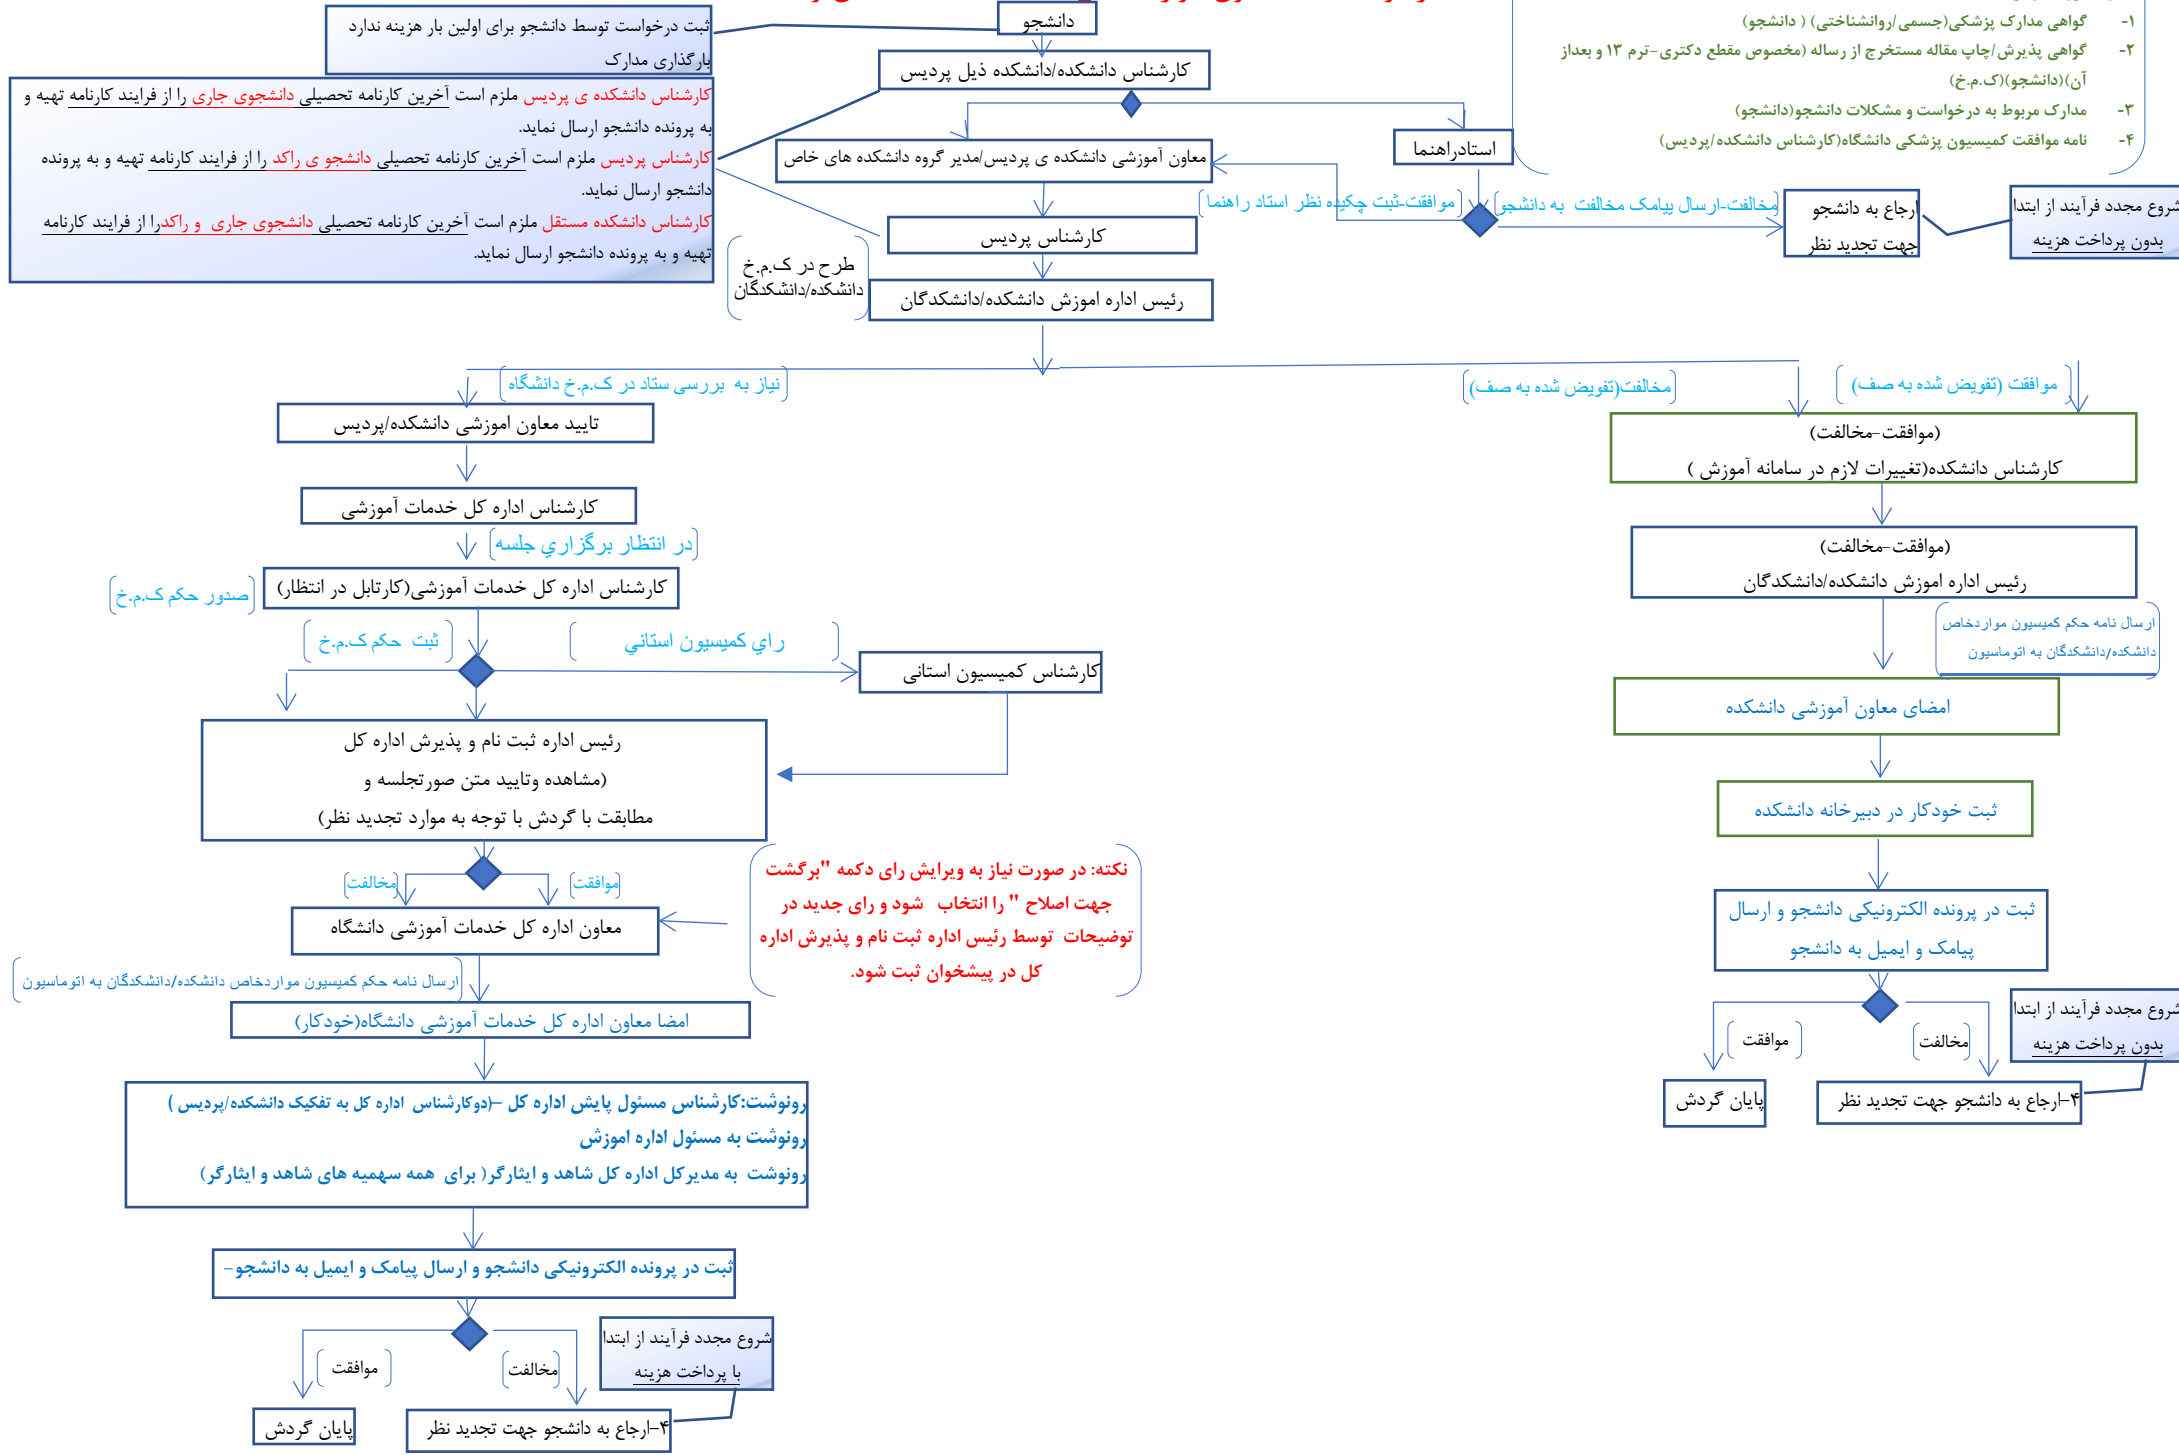 دانشجو
ثبت درخواست توسط دانشجو برای اولین بار هزینه ندارد
بارگذاری مدارک
۱- گواهی مدارک پزشکی(جسمی/روانشناختی) ( دانشجو)
۲- گواهی پذیرش/چاپ مقاله مستخرج از رساله (مخصوص مقطع دکتری-ترم ۱۳ و بعداز
آن)(دانشجو)(ک.م.خ)
۳- مدارک مربوط به درخواست و مشکلات دانشجو(دانشجو)
۴- نامه موافقت کمیسیون پزشکی دانشگاه(کارشناس دانشکده/پردیس)
کارشناس دانشکده/دانشکده ذیل پردیس
کارشناس دانشکده ی پردیس ملزم است آخرین کارنامه تحصیلی دانشجوی جاری را از فرایند کارنامه تهیه و
به پرونده دانشجو ارسال نماید.
کارشناس پردیس ملزم است آخرین کارنامه تحصیلی دانشجو ی راکد را از فرایند کارنامه تهیه و به پرونده
دانشجو ارسال نماید.
کارشناس دانشکده مستقل ملزم است آخرین کارنامه تحصیلی دانشجوی جاری و راکدرا از فرایند کارنامه
تهیه و به پرونده دانشجو ارسال نماید.
استادراهنما
معاون آموزشی دانشکده ی پردیس/مدیر گروه دانشکده های خاص
شروع مجدد فرآیند از ابتدا
بدون پرداخت هزینه
ارجاع به دانشجو
جهت تجدید نظر
مخالفت-ارسال پیامک مخالفت به دانشجو
موافقت-ثبت چکیده نظر استاد راهنما
کارشناس پردیس
طرح در ک.م.خ
دانشکده/دانشکدگان
رئیس اداره اموزش دانشکده/دانشکدگان
موافقت (تفویض شده به صف)
مخالفت(تفویض شده به صف)
نیاز به بررسی ستاد در ک.م.خ دانشگاه
(موافقت-مخالفت)
کارشناس دانشکده(تغییرات لازم در سامانه آموزش )
تایید معاون اموزشی دانشکده/پردیس
کارشناس اداره کل خدمات آموزشی
در انتظار برگزاري جلسه
(موافقت-مخالفت)
رئیس اداره اموزش دانشکده/دانشکدگان
کارشناس اداره کل خدمات آموزشی(کارتابل در انتظار)
صدور حکم ک.م.خ
ارسال نامه حکم کمیسیون مواردخاص
دانشکده/دانشکدگان به اتوماسیون
راي کمیسیون استاني
ثبت حکم ک.م.خ
کارشناس کمیسیون استانی
امضای معاون آموزشی دانشکده
رئیس اداره ثبت نام و پذیرش اداره کل
(مشاهده وتایید متن صورتجلسه و
مطابقت با گردش با توجه به موارد تجدید نظر)
ثبت خودکار در دبیرخانه دانشکده
نکته: در صورت نیاز به ویرایش رای دکمه "برگشت
جهت اصلاح " را انتخاب شود و رای جدید در
توضیحات توسط رئیس اداره ثبت نام و پذیرش اداره
کل در پیشخوان ثبت شود.
موافقت
مخالفت
معاون اداره کل خدمات آموزشی دانشگاه
ثبت در پرونده الکترونیکی دانشجو و ارسال
پیامک و ایمیل به دانشجو
ارسال نامه حکم کمیسیون مواردخاص دانشکده/دانشکدگان به اتوماسیون
امضا معاون اداره کل خدمات آموزشی دانشگاه(خودکار)
شروع مجدد فرآیند از ابتدا
بدون پرداخت هزینه
مخالفت
موافقت
۴-ارجاع به دانشجو جهت تجدید نظر
پایان گردش
رونوشت:کارشناس مسئول پایش اداره کل –(دوکارشناس اداره کل به تفکیک دانشکده/پردیس )
رونوشت به مسئول اداره اموزش
رونوشت به مدیرکل اداره کل شاهد و ایثارگر( برای همه سهمیه های شاهد و ایثارگر)
ثبت در پرونده الکترونیکی دانشجو و ارسال پیامک و ایمیل به دانشجو-
شروع مجدد فرآیند از ابتدا
با پرداخت هزینه
مخالفت
موافقت
۴-ارجاع به دانشجو جهت تجدید نظر
پایان گردش